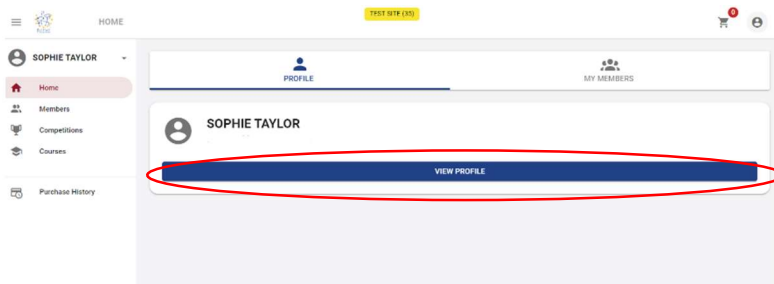 HOME
TEST SITE (35)
0
SOPHIE TAYLOR
Home
Members
Competitions
Courses
Purchase History
PROFILE
MY MEMBERS
SOPHIE TAYLOR
VIEW PROFILE